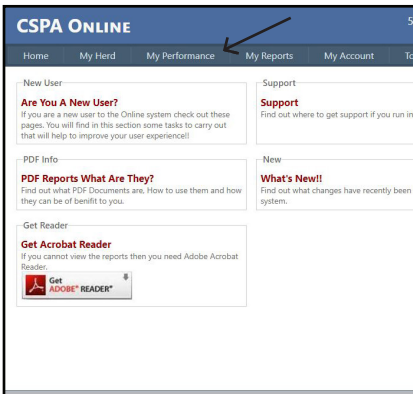 CSPA ONLINE
5
Home My Herd My Performance My Reports My Account To
New User
Are You A New User?
If you are a new user to the Online system check out these
pages. You will find in this section some tasks to carry out
that will help to improve your user experience!!
Support
Support
Find out where to get support if you run in
PDF Info
PDF Reports What Are They?
Find out what PDF Documents are, How to use them and how
they can be of benifit to you.
New
What's New!!
Find out what changes have recently been
system.
Get Reader
Get Acrobat Reader
If you cannot view the reports then you need Adobe Acrobat
Reader.
Get
ADOBE® READER®